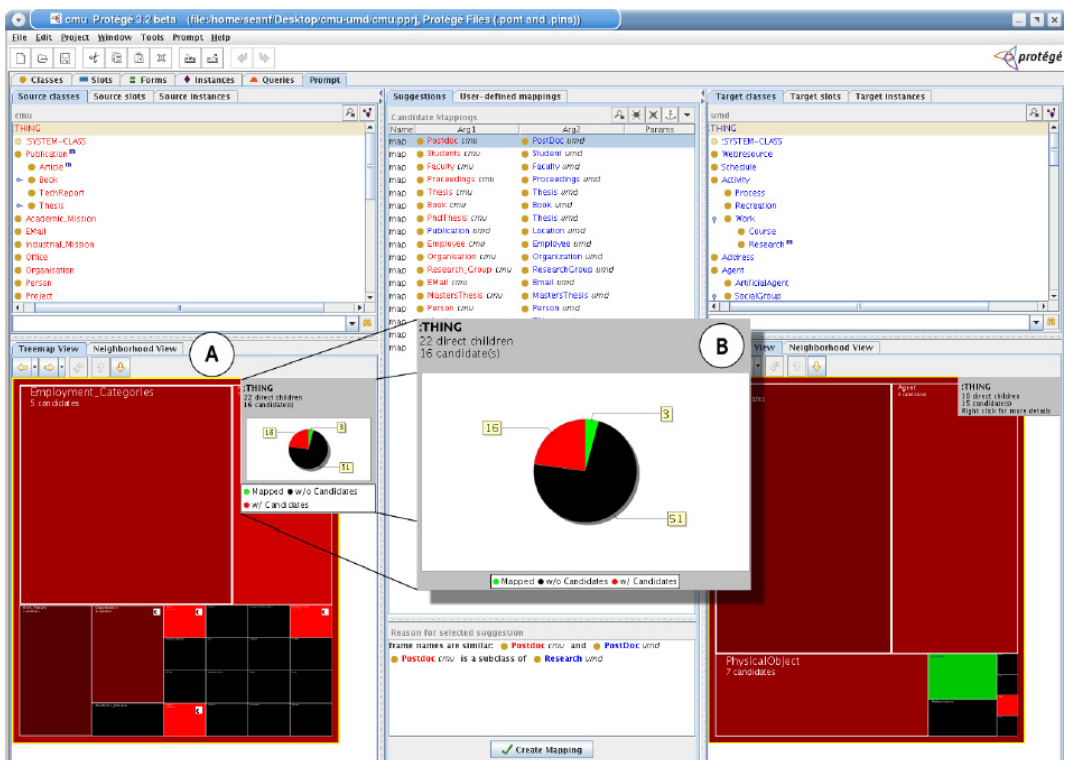 cmu Protégé 3.2 beta (file:/home/seanf/Desktop/cmu-umd/cmu.pprj, Protégé Files (.pont and .pins))
File Edit Project Window Tools Prompt Help
protégé
Classes Slots Forms Instances Queries Prompt
Source classes Source slots Source instances
cmu
:THING
:SYSTEM-CLASS
Publication m
Article m
Book
TechReport
Thesis
Academic_Mission
EMail
Industrial_Mission
Office
Organisation
Person
Project
Suggestions User-defined mappings
Candidate Mappings
Name Arg1 Arg2 Params
map Postdoc cmu PostDoc umd
map Students cmu Student umd
map Faculty cmu Faculty umd
map Proceedings cmu Proceedings umd
map Thesis cmu Thesis umd
map Book cmu Book umd
map PhdThesis cmu Thesis umd
map Publication umd Location umd
map Employee cmu Employee umd
map Organisation cmu Organization umd
map Research_Group cmu ResearchGroup umd
map EMail cmu Email umd
map MastersThesis cmu MastersThesis umd
map Person cmu Person umd
map
map
map
Target classes Target slots Target instances
umd
:THING
:SYSTEM-CLASS
Webresource
Schedule
Activity
Process
Recreation
Work
Course
Research m
Address
Agent
ArtificialAgent
SocialGroup
Treemap View Neighborhood View
A
Employment_Categories
5 candidates
:THING
22 direct children
16 candidate(s)
16
3
51
Mapped w/o Candidates
w/ Candidates
:THING
22 direct children
16 candidate(s)
B
16
3
51
Mapped w/o Candidates w/ Candidates
Reason for selected suggestion
frame names are similar: Postdoc cmu and PostDoc umd
Postdoc cmu is a subclass of Research umd
Create Mapping
View Neighborhood View
Agent
:THING
10 direct children
15 candidate(s)
Right click for more details
PhysicalObject
7 candidates